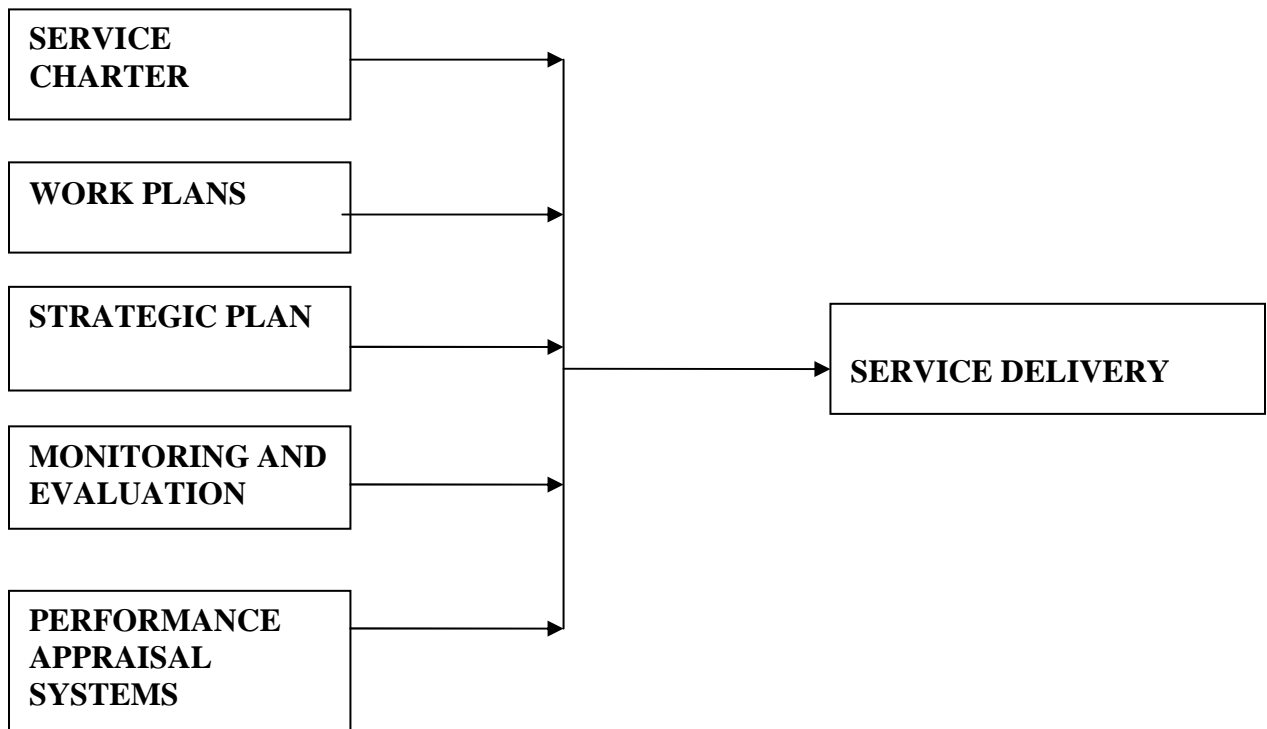 SERVICE
CHARTER
WORK PLANS
STRATEGIC PLAN
SERVICE DELIVERY
MONITORING AND
EVALUATION
PERFORMANCE
APPRAISAL
SYSTEMS